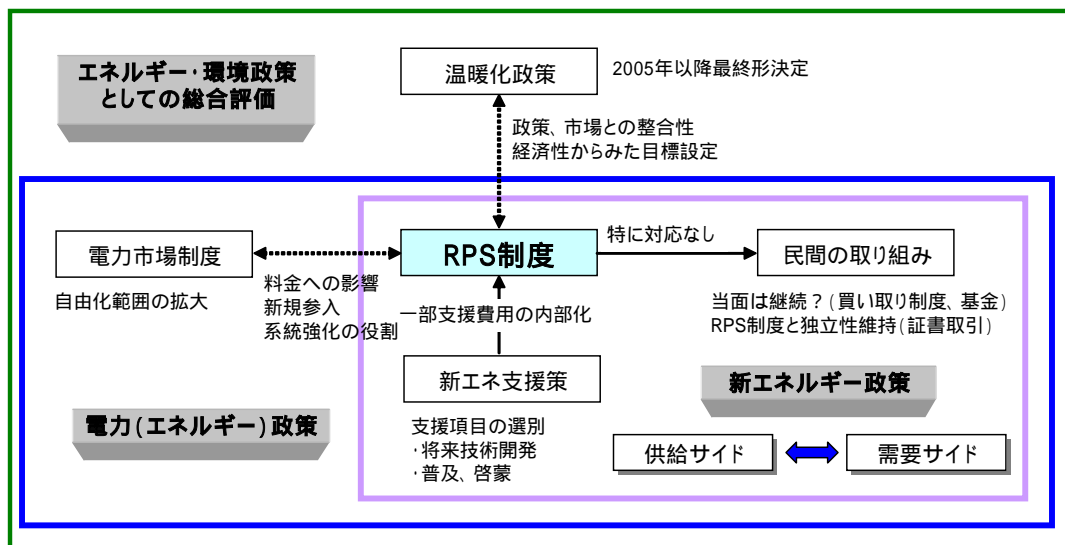 エネルギー・環境政策
としての総合評価
温暖化政策
2005年以降最終形決定
政策、市場との整合性
経済性からみた目標設定
電力市場制度
自由化範囲の拡大
料金への影響
新規参入
系統強化の役割
RPS制度
特に対応なし
民間の取り組み
当面は継続？(買い取り制度、基金)
RPS制度と独立性維持(証書取引)
一部支援費用の内部化
新エネ支援策
支援項目の選別
・将来技術開発
・普及、啓蒙
新エネルギー政策
電力(エネルギー)政策
供給サイド
需要サイド